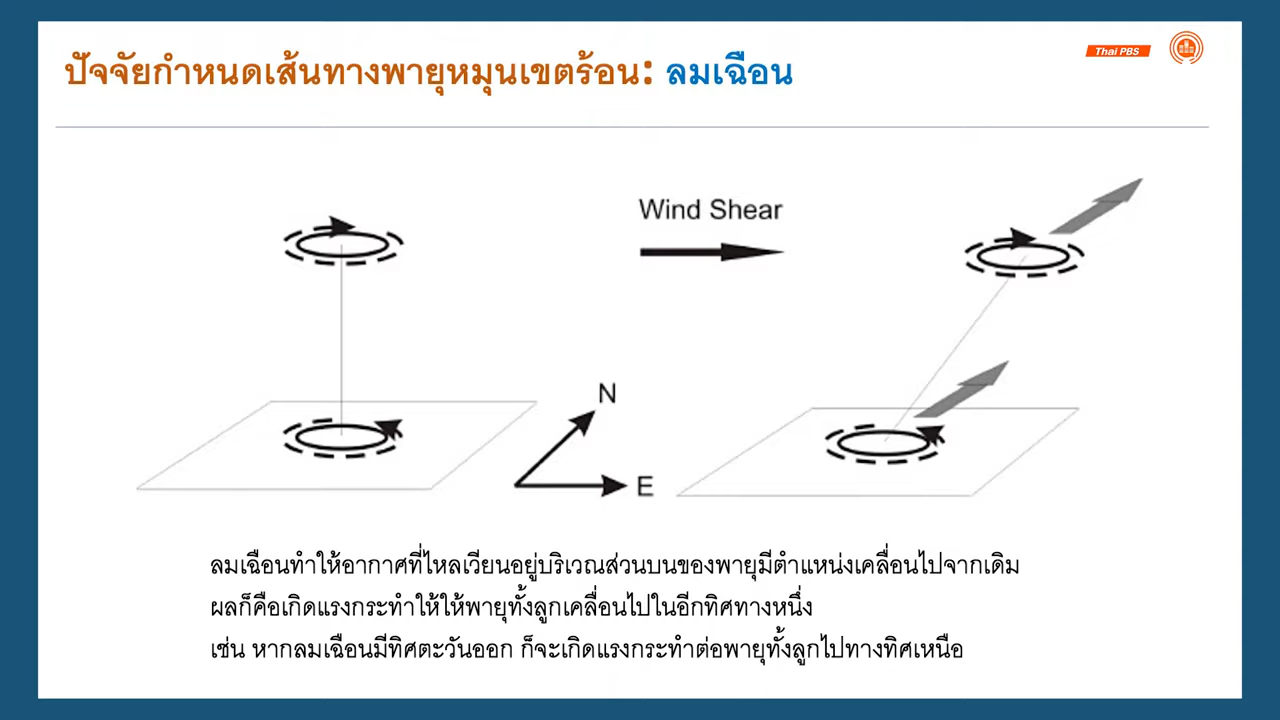 ปัจจัยกำหนดเส้นทางพายุหมุนเขตร้อน: ลมเฉือน
Thai PBS
Wind Shear
N
E
ลมเฉือนทำให้อากาศที่ไหลเวียนอยู่บริเวณส่วนบนของพายุมีตำแหน่งเคลื่อนไปจากเดิม
ผลก็คือเกิดแรงกระทำให้ให้พายุทั้งลูกเคลื่อนไปในอีกทิศทางหนึ่ง
เช่น หากลมเฉือนมีทิศตะวันออก ก็จะเกิดแรงกระทำต่อพายุทั้งลูกไปทางทิศเหนือ